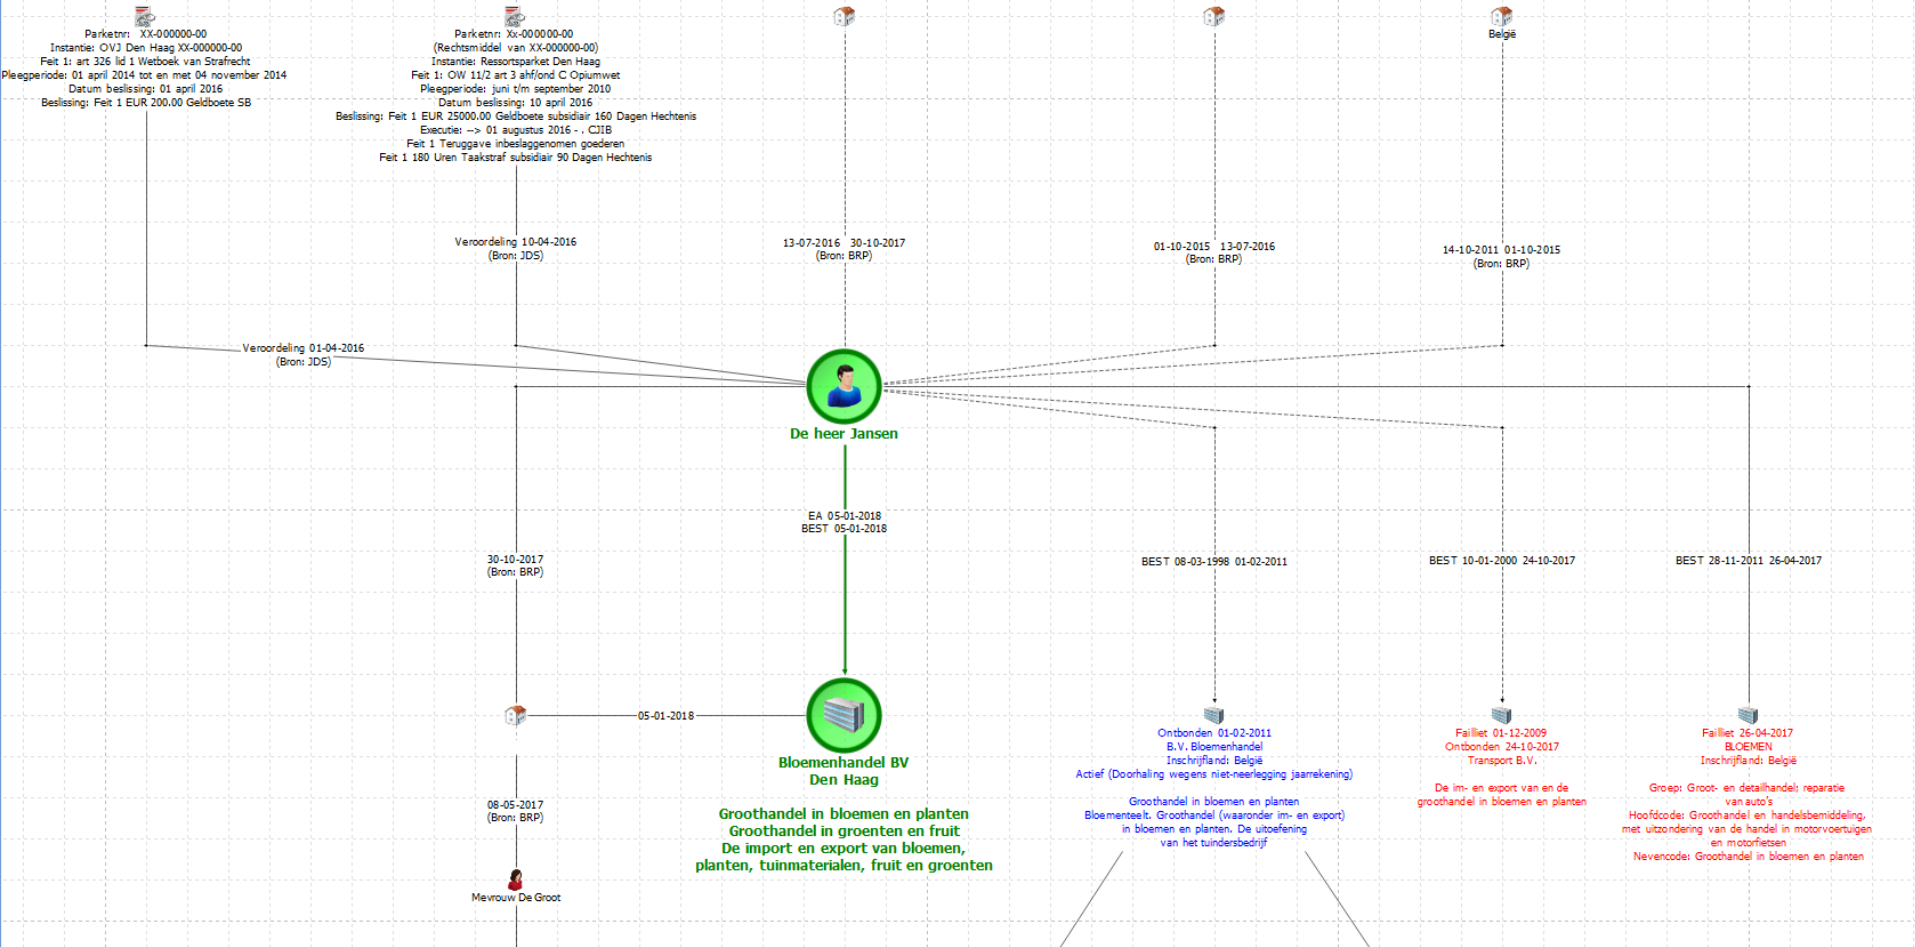 Parketnr: XX-000000-00
Instantie: OVJ Den Haag XX-000000-00
Feit 1: art 326 lid 1 Wetboek van Strafrecht
Pleegperiode: 01 april 2014 tot en met 04 november 2014
Datum beslissing: 01 april 2016
Beslissing: Feit 1 EUR 200.00 Geldboete SB
Parketnr: Xx-000000-00
(Rechtsmiddel van XX-000000-00)
Instantie: Ressortsparket Den Haag
Feit 1: OW 11/2 art 3 ahf/ond C Opiumwet
Pleegperiode: juni t/m september 2010
Datum beslissing: 10 april 2016
Beslissing: Feit 1 EUR 25000.00 Geldboete subsidiair 160 Dagen Hechtenis
Executie: --> 01 augustus 2016 - . CJIB
Feit 1 Teruggave inbeslaggenomen goederen
Feit 1 180 Uren Taakstraf subsidiair 90 Dagen Hechtenis
België
Veroordeling 10-04-2016
(Bron: JDS)
13-07-2016 30-10-2017
(Bron: BRP)
01-10-2015 13-07-2016
(Bron: BRP)
14-10-2011 01-10-2015
(Bron: BRP)
Veroordeling 01-04-2016
(Bron: JDS)
De heer Jansen
EA 05-01-2018
BEST 05-01-2018
30-10-2017
(Bron: BRP)
BEST 08-03-1998 01-02-2011
BEST 10-01-2000 24-10-2017
BEST 28-11-2011 26-04-2017
05-01-2018
Bloemenhandel BV
Den Haag
Groothandel in bloemen en planten
Groothandel in groenten en fruit
De import en export van bloemen,
planten, tuinmaterialen, fruit en groenten
Ontbonden 01-02-2011
B.V. Bloemenhandel
Inschrijfland: België
Actief (Doorhaling wegens niet-neerlegging jaarrekening)
Groothandel in bloemen en planten
Bloementeelt. Groothandel (waaronder im- en export)
in bloemen en planten. De uitoefening
van het tuindersbedrijf
Failliet 01-12-2009
Ontbonden 24-10-2017
Transport B.V.
De im- en export van en de
groothandel in bloemen en planten
Failliet 26-04-2017
BLOEMEN
Inschrijfland: België
Groep: Groot- en detailhandel; reparatie
van auto's
Hoofdcode: Groothandel en handelsbemiddeling,
met uitzondering van de handel in motorvoertuigen
en motorfietsen
Nevencode: Groothandel in bloemen en planten
08-05-2017
(Bron: BRP)
Mevrouw De Groot